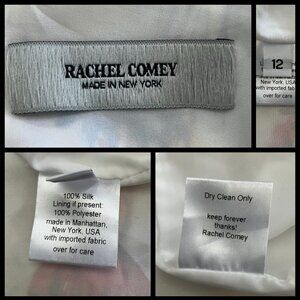 RACHEL COMEY
MADE IN NEW YORK
12
New York, USA
with imported fab
over for care
100% Silk
Lining if present:
100% Polyester
made in Manhattan,
New York, USA
with imported fabric
over for care
Dry Clean Only
keep forever
thanks!
Rachel Comey